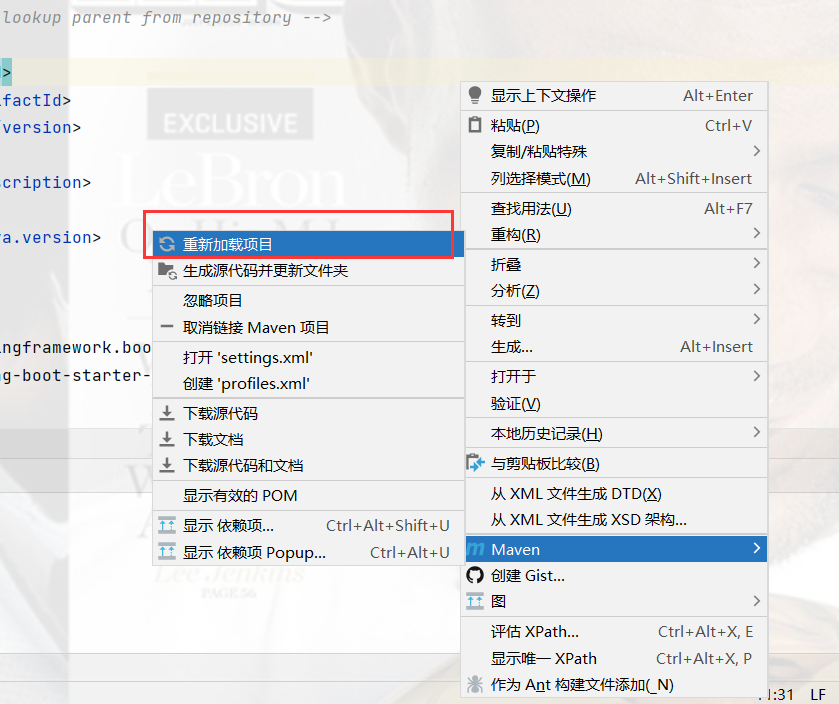 lookup parent from repository -->
>
ifactId>
version>
EXCLUSIVE
LeBron
scription>
va.version>
ingframework.boo
g-boot-starter-
Lee Jenkins
PAGE 36
显示上下文操作 Alt+Enter
粘贴(P) Ctrl+V
复制/粘贴特殊
列选择模式(M) Alt+Shift+Insert
查找用法(U) Alt+F7
重构(R)
折叠
分析(Z)
转到
生成... Alt+Insert
打开于
验证(V)
本地历史记录(H)
与剪贴板比较(B)
从 XML 文件生成 DTD(X)
从 XML 文件生成 XSD 架构...
Maven
创建 Gist...
图
评估 XPath... Ctrl+Alt+X, E
显示唯一 XPath Ctrl+Alt+X, P
作为 Ant 构建文件添加(_N)
重新加载项目
生成源代码并更新文件夹
忽略项目
取消链接 Maven 项目
打开 'settings.xml'
创建 'profiles.xml'
下载源代码
下载文档
下载源代码和文档
显示有效的 POM
显示 依赖项... Ctrl+Alt+Shift+U
显示 依赖项 Popup... Ctrl+Alt+U
:31 LF